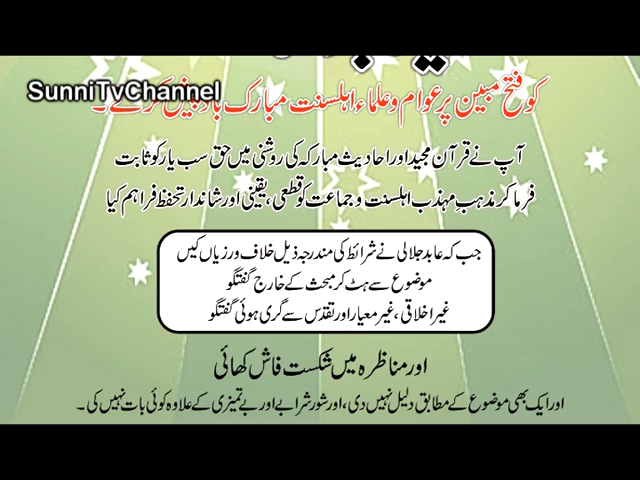 SunniTvChannel
کو فتح مبین پر عوام و علماء اہلسنت مبارک باد پیش کرتے ۔
آپ نے قرآن مجید اور احادیث مبارکہ کی روشنی میں حق سب یار کو ثابت
فرما کر مذہب مہذب اہلسنت و جماعت کو قطعی، یقینی اور شاندار تحفظ فراہم کیا
جب کہ عابد جلالی نے شرائط کی مندرجہ ذیل خلاف ورزیاں کیں
موضوع سے ہٹ کر مبحث کے خارج گفتگو
غیر اخلاقی، غیر معیار اور تقدس سے گری ہوئی گفتگو
اور مناظرہ میں شکست فاش کھائی
اور ایک بھی موضوع کے مطابق دلیل نہیں دی، اور شور شرابے اور بے تمیزی کے علاوہ کوئی بات نہیں کی ۔